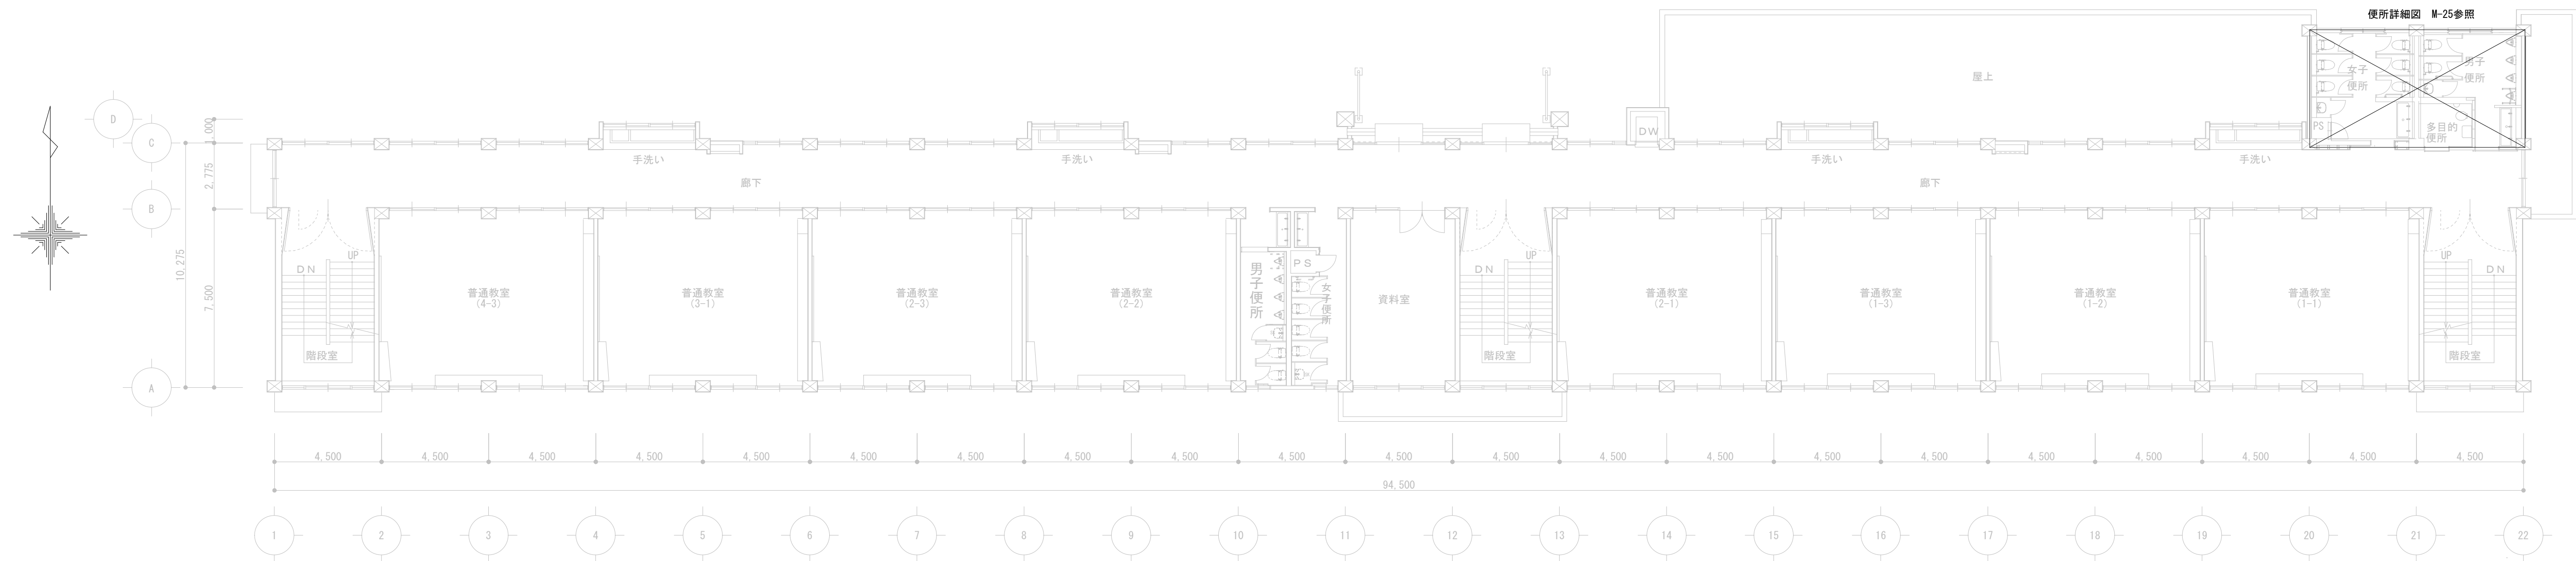 便所詳細図　M-25参照
屋上
女子
便所
男子
便所
PS
多目的
便所
DW
D
C
B
A
1,000
2,775
7,500
10,275
手洗い
手洗い
手洗い
手洗い
廊下
廊下
DN
UP
階段室
普通教室
(4-3)
普通教室
(3-1)
普通教室
(2-3)
普通教室
(2-2)
男子便所
PS
女子便所
資料室
DN
UP
階段室
普通教室
(2-1)
普通教室
(1-3)
普通教室
(1-2)
普通教室
(1-1)
UP
DN
階段室
4,500 4,500 4,500 4,500 4,500 4,500 4,500 4,500 4,500 4,500 4,500 4,500 4,500 4,500 4,500 4,500 4,500 4,500 4,500 4,500 4,500
94,500
1 2 3 4 5 6 7 8 9 10 11 12 13 14 15 16 17 18 19 20 21 22